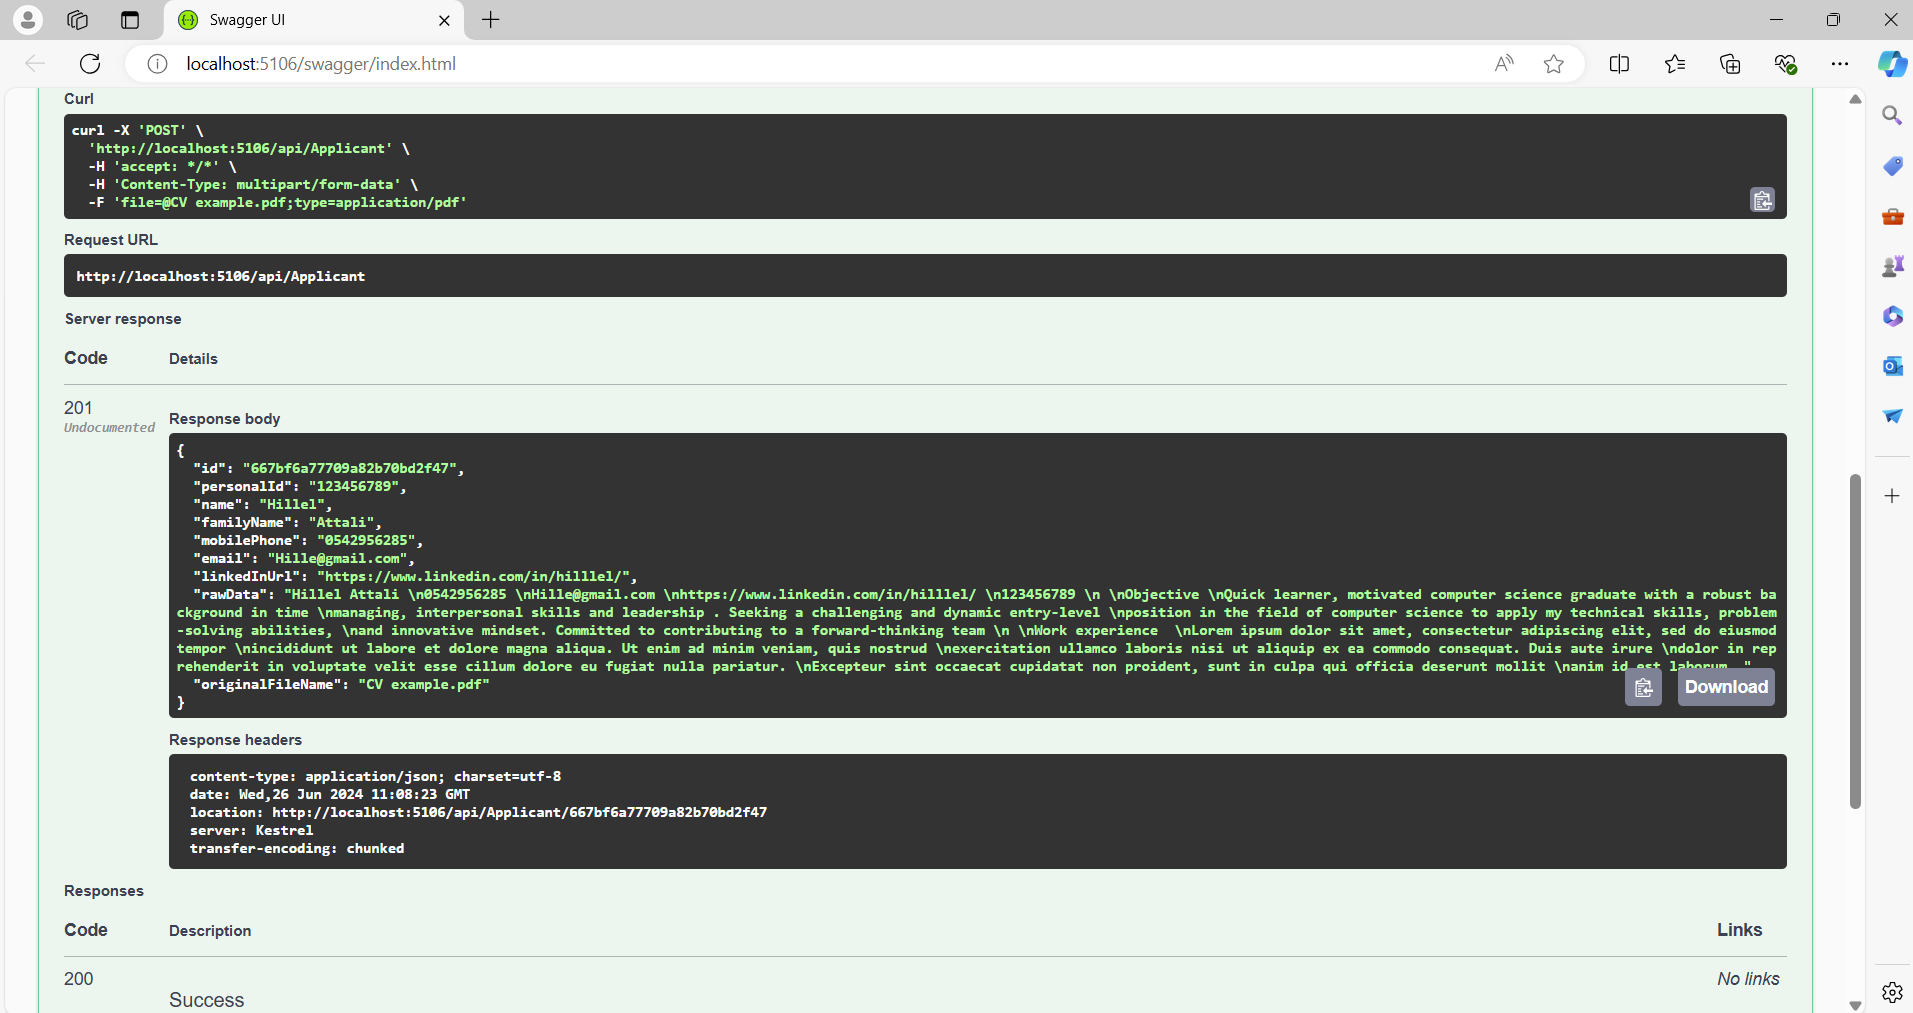 Swagger UI
localhost:5106/swagger/index.html
Curl
curl -X 'POST' \
'http://localhost:5106/api/Applicant' \
-H 'accept: */*' \
-H 'Content-Type: multipart/form-data' \
-F 'file=@CV example.pdf;type=application/pdf'
Request URL
http://localhost:5106/api/Applicant
Server response
Code Details
201
Undocumented
Response body
{
"id": "667bf6a77709a82b70bd2f47",
"personalId": "123456789",
"name": "Hillel",
"familyName": "Attali",
"mobilePhone": "0542956285",
"email": "Hille@gmail.com",
"linkedInUrl": "https://www.linkedin.com/in/hilllel/",
"rawData": "Hillel Attali \n0542956285 \nHille@gmail.com \nhttps://www.linkedin.com/in/hilllel/ \n123456789 \n \nObjective \nQuick learner, motivated computer science graduate with a robust ba
ckground in time \nmanaging, interpersonal skills and leadership . Seeking a challenging and dynamic entry-level \nposition in the field of computer science to apply my technical skills, problem
-solving abilities, \nand innovative mindset. Committed to contributing to a forward-thinking team \n \nWork experience  \nLorem ipsum dolor sit amet, consectetur adipiscing elit, sed do eiusmod
tempor \nincididunt ut labore et dolore magna aliqua. Ut enim ad minim veniam, quis nostrud \nexercitation ullamco laboris nisi ut aliquip ex ea commodo consequat. Duis aute irure \ndolor in rep
rehenderit in voluptate velit esse cillum dolore eu fugiat nulla pariatur. \nExcepteur sint occaecat cupidatat non proident, sunt in culpa qui officia deserunt mollit \nanim id est laborum. "
"originalFileName": "CV example.pdf"
}
Download
Response headers
content-type: application/json; charset=utf-8
date: Wed,26 Jun 2024 11:08:23 GMT
location: http://localhost:5106/api/Applicant/667bf6a77709a82b70bd2f47
server: Kestrel
transfer-encoding: chunked
Responses
Code Description Links
200 No links
Success